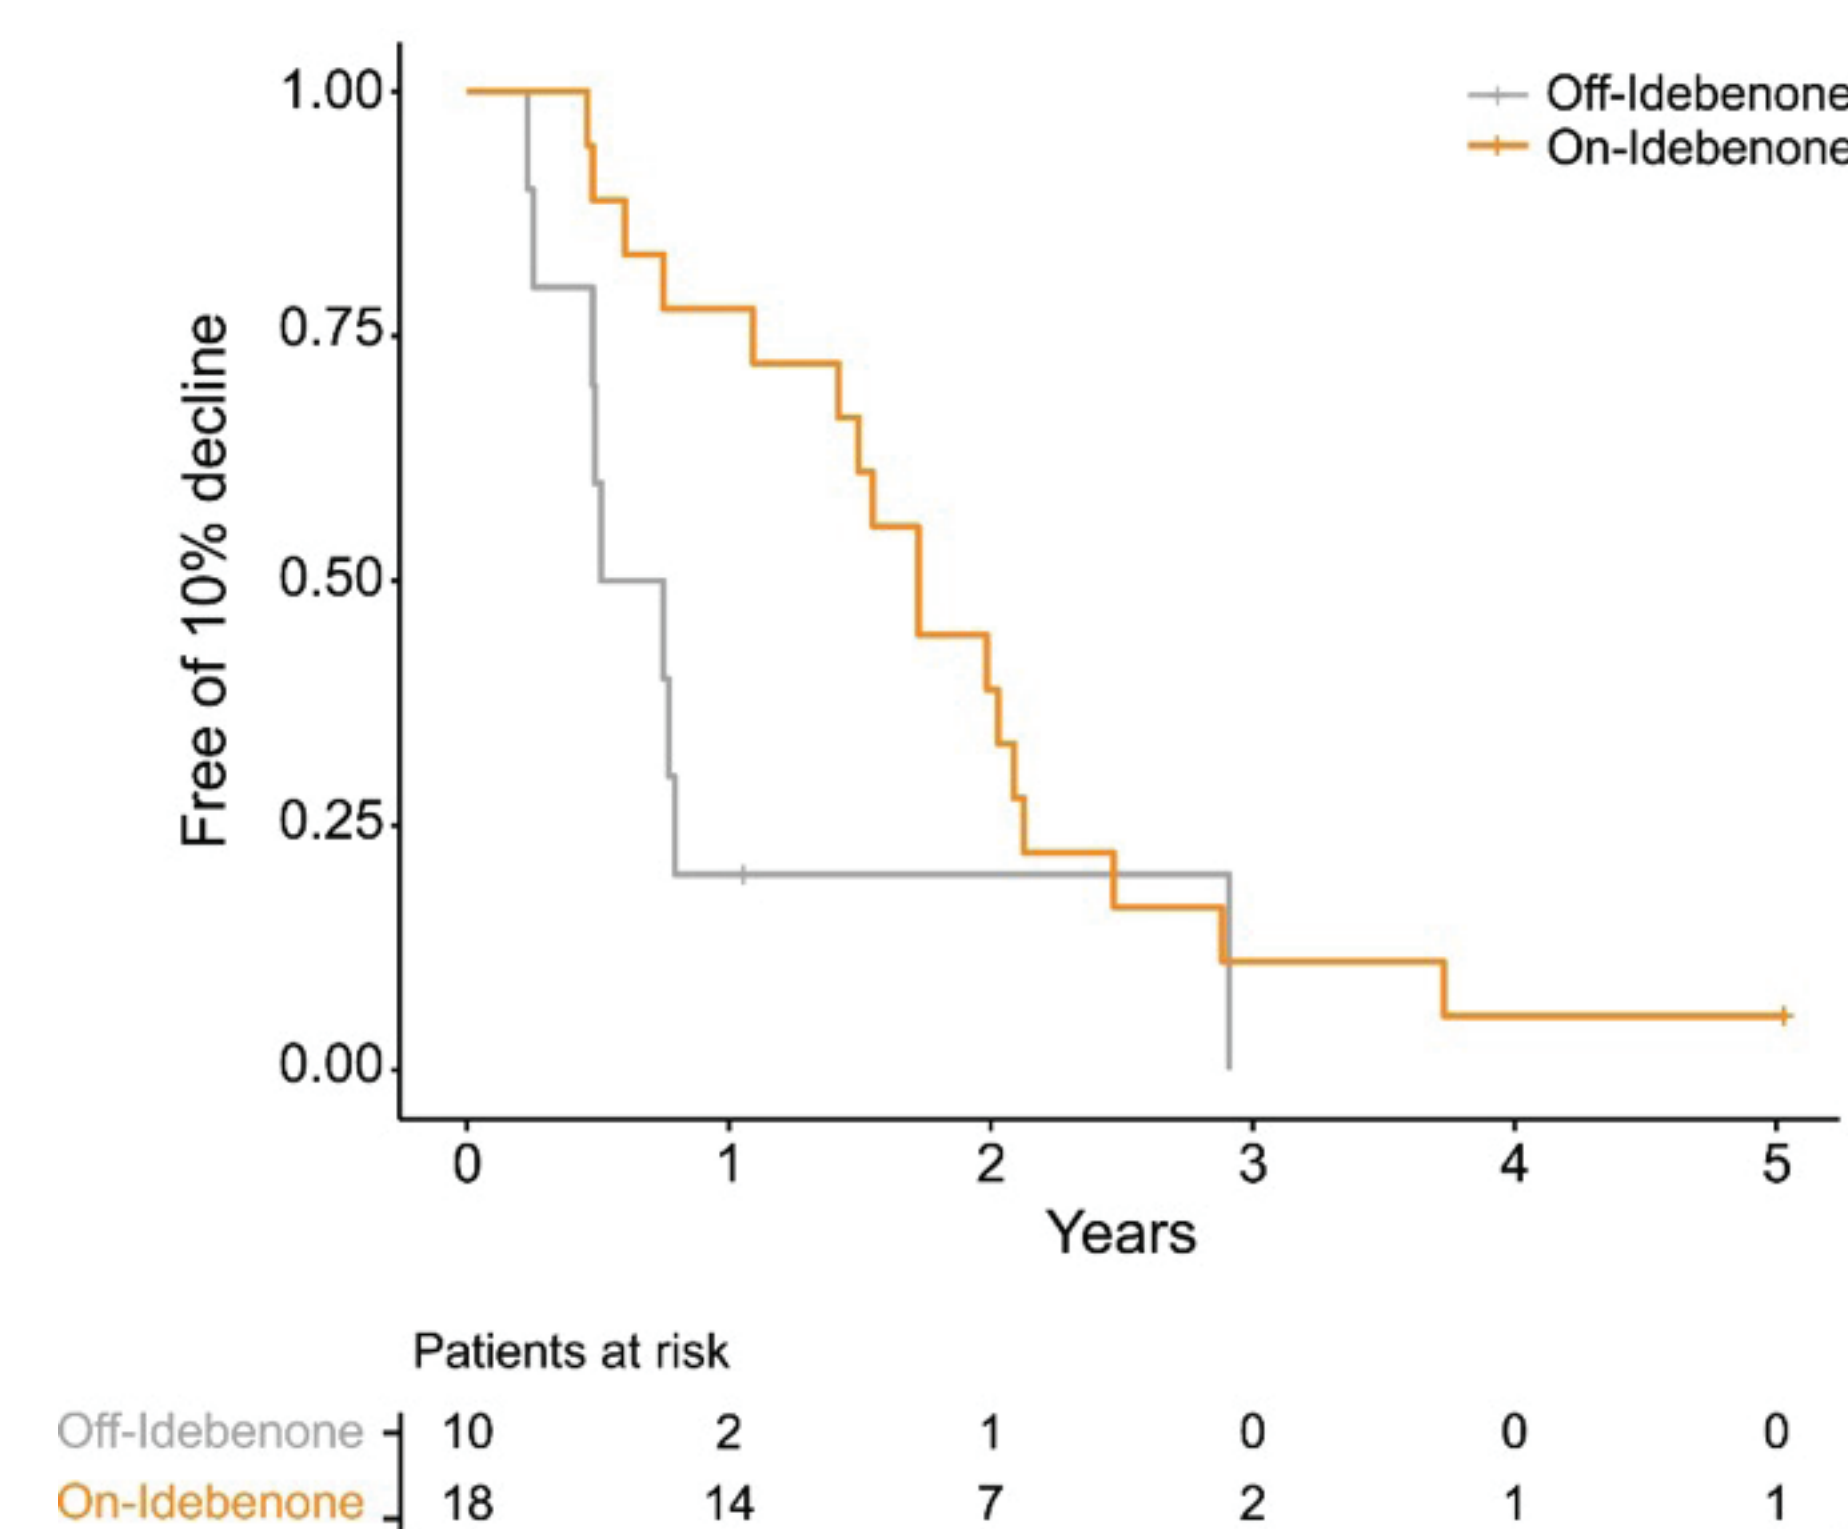 1.00
0.75
0.50
0.25
0.00
Free of 10% decline
Off-Idebenone
On-Idebenone
0 1 2 3 4 5
Years
Patients at risk
Off-Idebenone 10 2 1 0 0 0
On-Idebenone 18 14 7 2 1 1